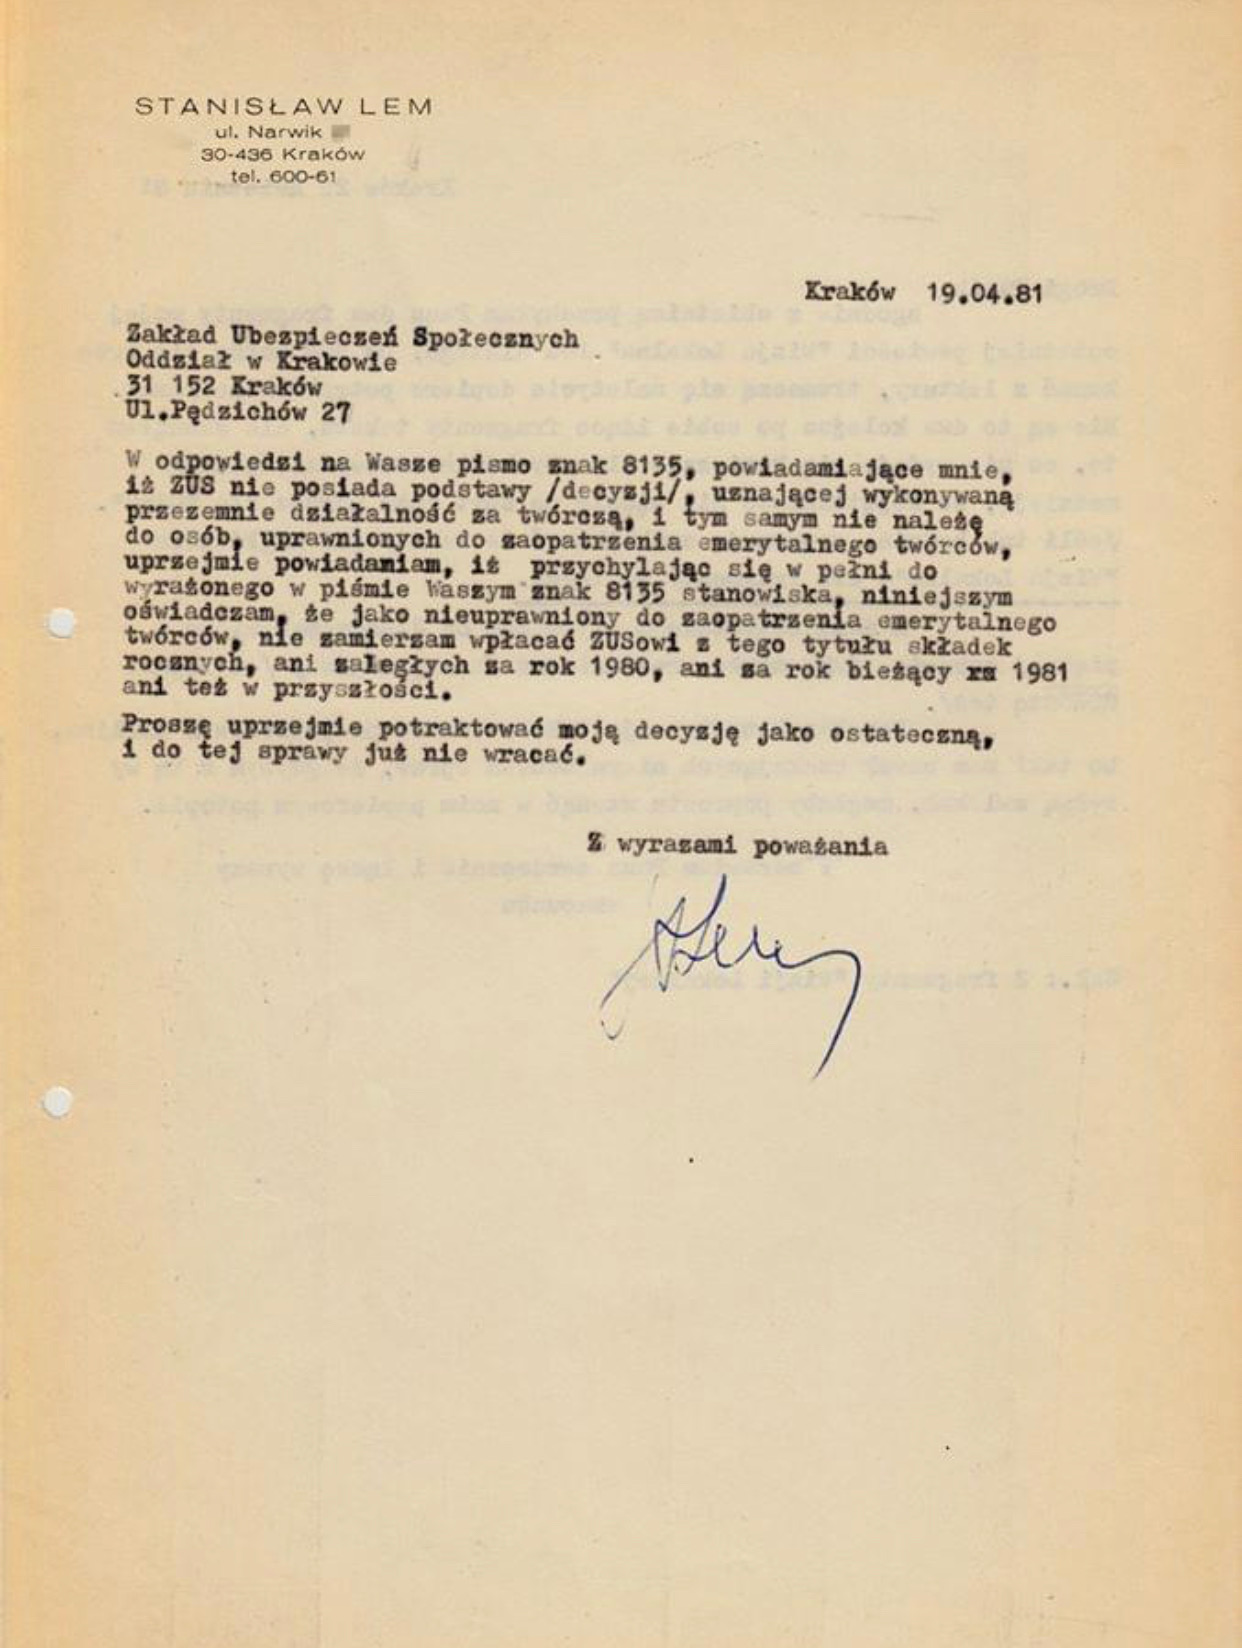 STANISŁAW LEM
ul. Narwik
30-436 Kraków
tel. 600-61
Kraków 19.04.81
Zakład Ubezpieczeń Społecznych
Oddział w Krakowie
31 152 Kraków
Ul.Pędzichów 27
W odpowiedzi na Wasze pismo znak 8135, powiadamiające mnie,
iż ZUS nie posiada podstawy /decyzji/, uznającej wykonywaną
przezemnie działalność za twórczą, i tym samym nie należę
do osób, uprawnionych do zaopatrzenia emerytalnego twórców,
uprzejmie powiadamiam, iż przychylając się w pełni do
wyrażonego w piśmie Waszym znak 8135 stanowiska, niniejszym
oświadczam, że jako nieuprawniony do zaopatrzenia emerytalnego
twórców, nie zamierzam wpłacać ZUSowi z tego tytułu składek
rocznych, ani zaległych za rok 1980, ani za rok bieżący 1981
ani też w przyszłości.
Proszę uprzejmie potraktować moją decyzję jako ostateczną,
i do tej sprawy już nie wracać.
Z wyrazami poważania
Lem